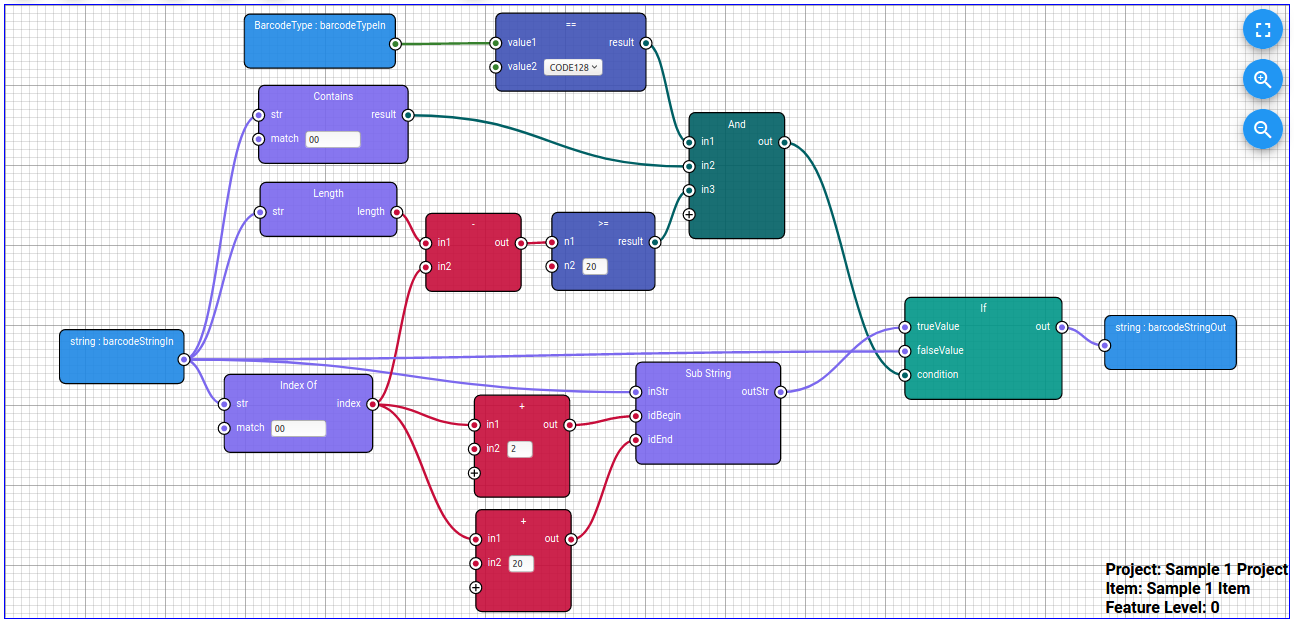 BarcodeType : barcodeTypeIn
==
value1 result
value2 CODE128
Contains
str result
match 00
And
in1 out
in2
in3
Length
str length
-
in1 out
in2
>=
n1 result
n2 20
string : barcodeStringIn
If
trueValue out
falseValue
condition
string : barcodeStringOut
Index Of
str index
match 00
Sub String
inStr outStr
idBegin
idEnd
+
in1 out
in2 2
+
in1 out
in2 20
Project: Sample 1 Project
Item: Sample 1 Item
Feature Level: 0